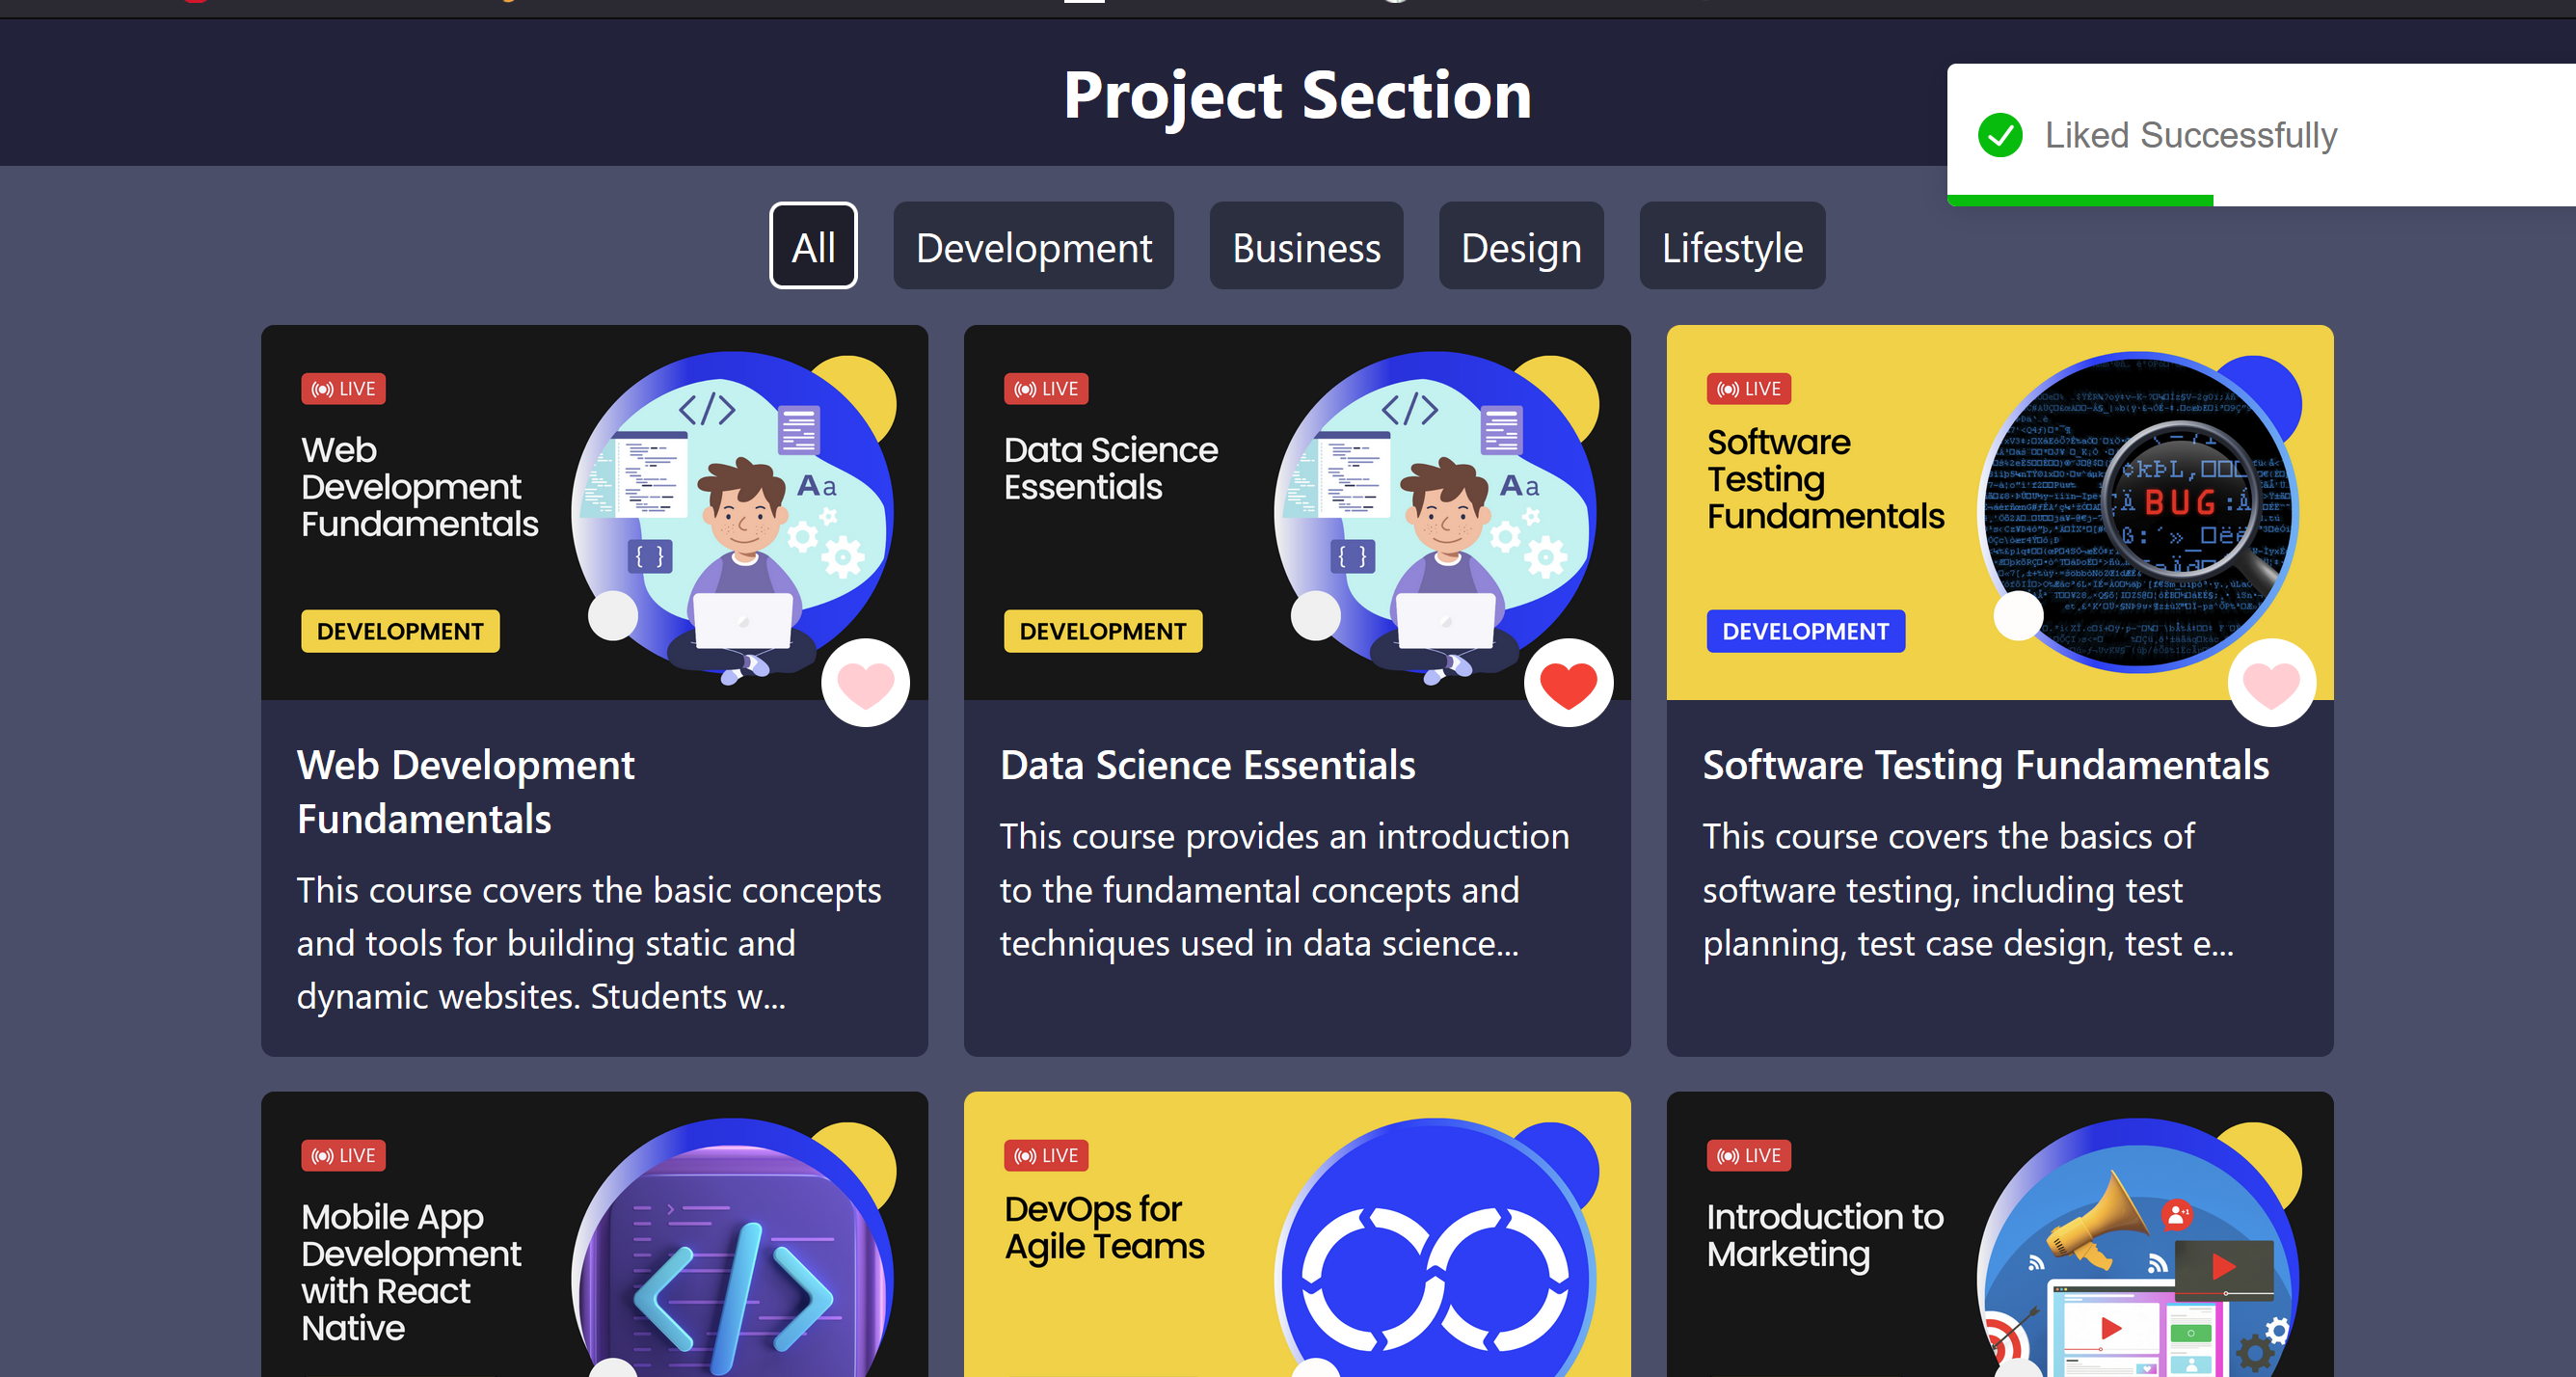 Project Section
Liked Successfully
All
Development
Business
Design
Lifestyle
LIVE
Web
Development
Fundamentals
Aa
{ }
DEVELOPMENT
Web Development
Fundamentals
This course covers the basic concepts
and tools for building static and
dynamic websites. Students w...
LIVE
Data Science
Essentials
Aa
{ }
DEVELOPMENT
Data Science Essentials
This course provides an introduction
to the fundamental concepts and
techniques used in data science...
LIVE
Software
Testing
Fundamentals
BUG
DEVELOPMENT
Software Testing Fundamentals
This course covers the basics of
software testing, including test
planning, test case design, test e...
LIVE
Mobile App
Development
with React
Native
LIVE
DevOps for
Agile Teams
LIVE
Introduction to
Marketing
+1